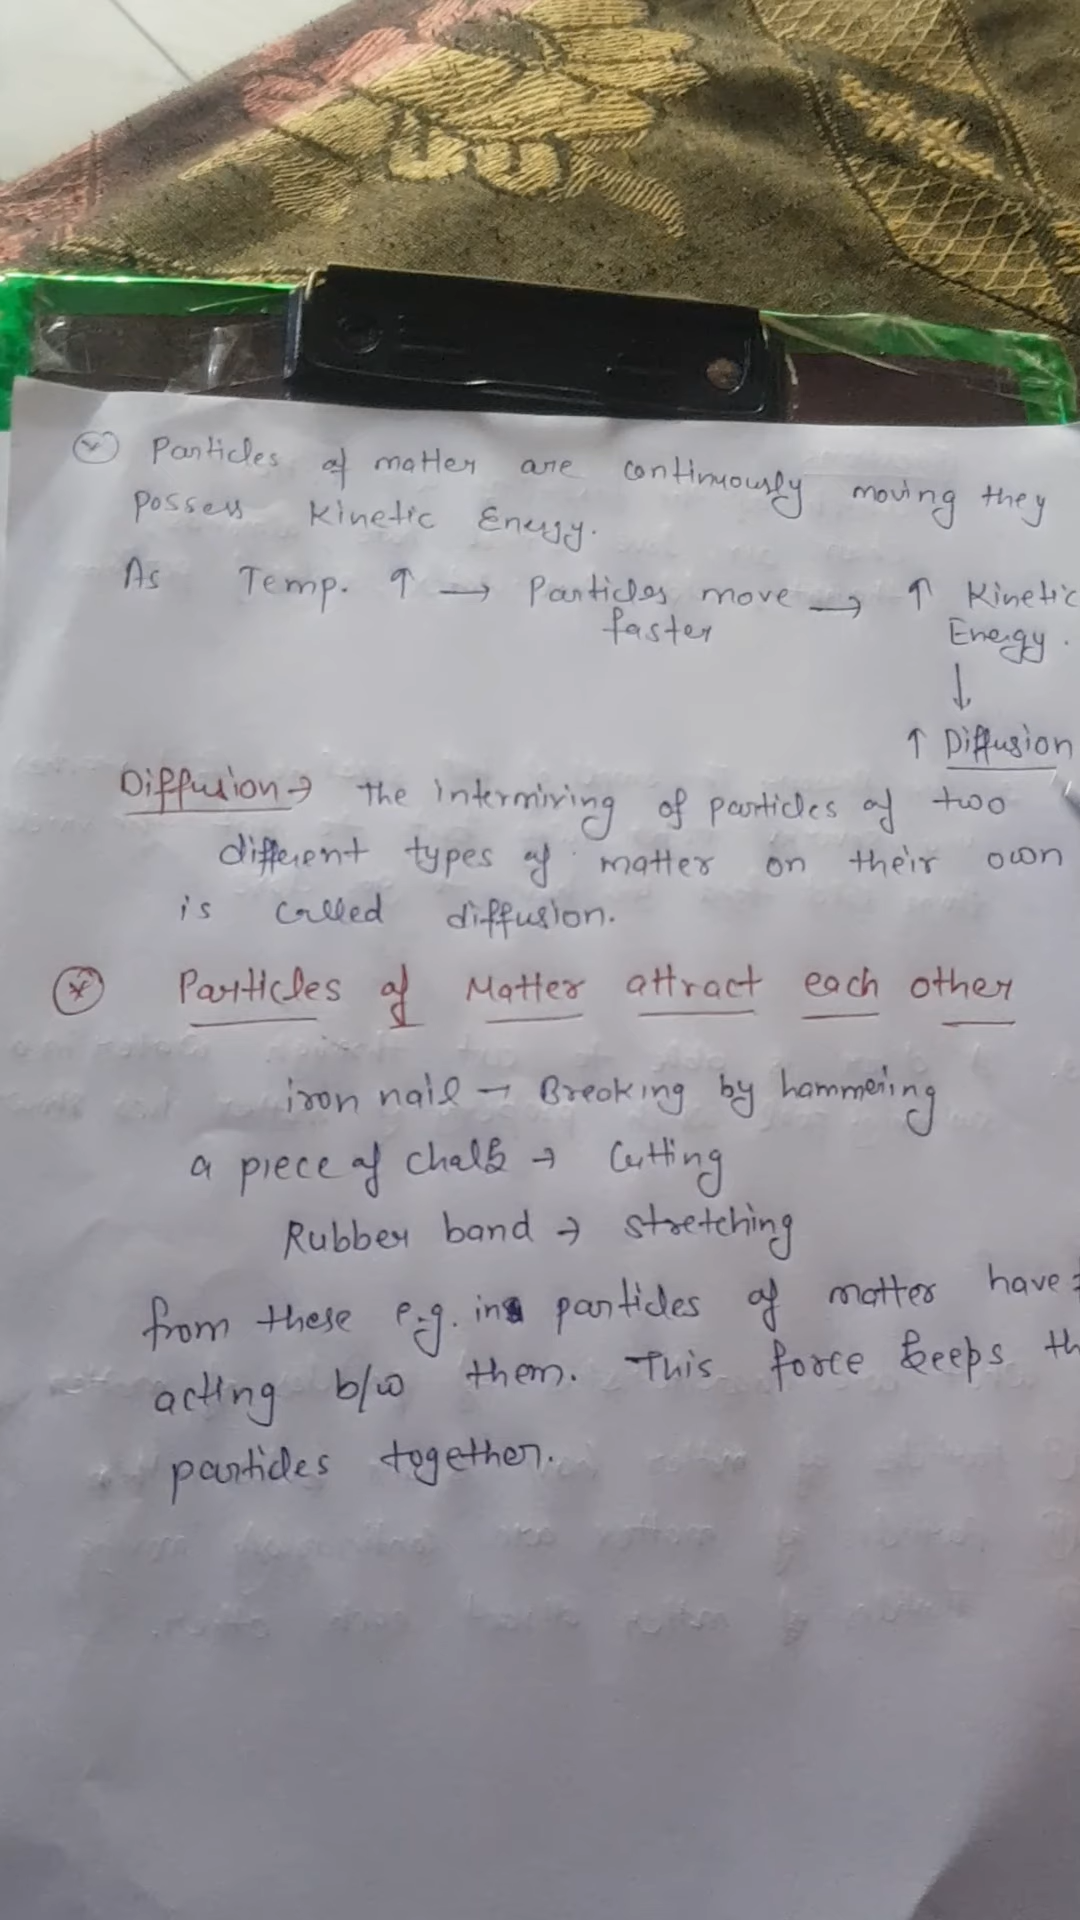 Particles of matter are continuously moving they
possess Kinetic Energy.
As Temp. ↑ → Particles move → ↑ Kinetic
faster Energy.
↓
↑ Diffusion
Diffusion → the intermixing of particles of two
different types of matter on their own
is called diffusion.
Particles of Matter attract each other
iron nail → Breaking by hammering
a piece of chalk → Cutting
Rubber band → stretching
from these e.g. particles of matter have
acting b/w them. This force keeps th
particles together.